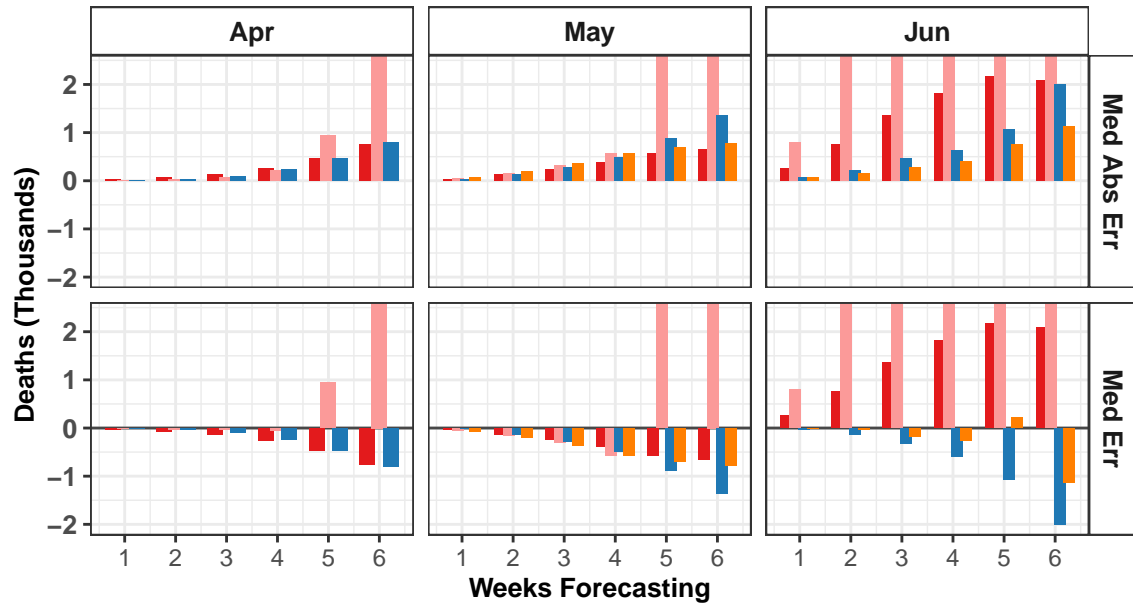 Apr
May
Jun
2
1
0
−1
−2
Med Abs Err
2
1
0
−1
−2
Med Err
Deaths (Thousands)
1 2 3 4 5 6
1 2 3 4 5 6
1 2 3 4 5 6
Weeks Forecasting